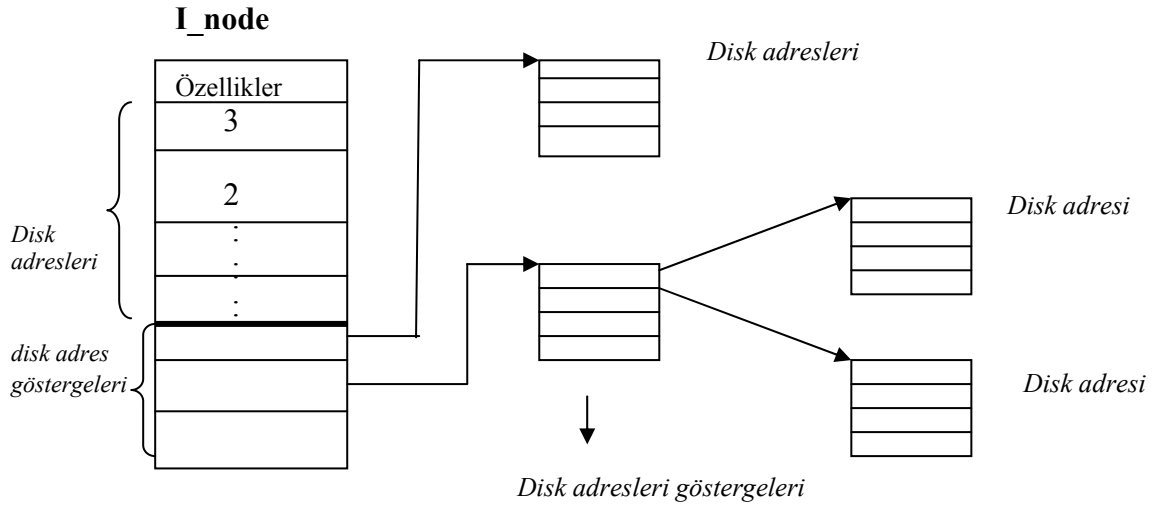 I_node
Özellikler
3
2
:
:
:
Disk
adresleri
disk adres
göstergeleri
Disk adresleri
Disk adresi
Disk adresi
Disk adresleri göstergeleri